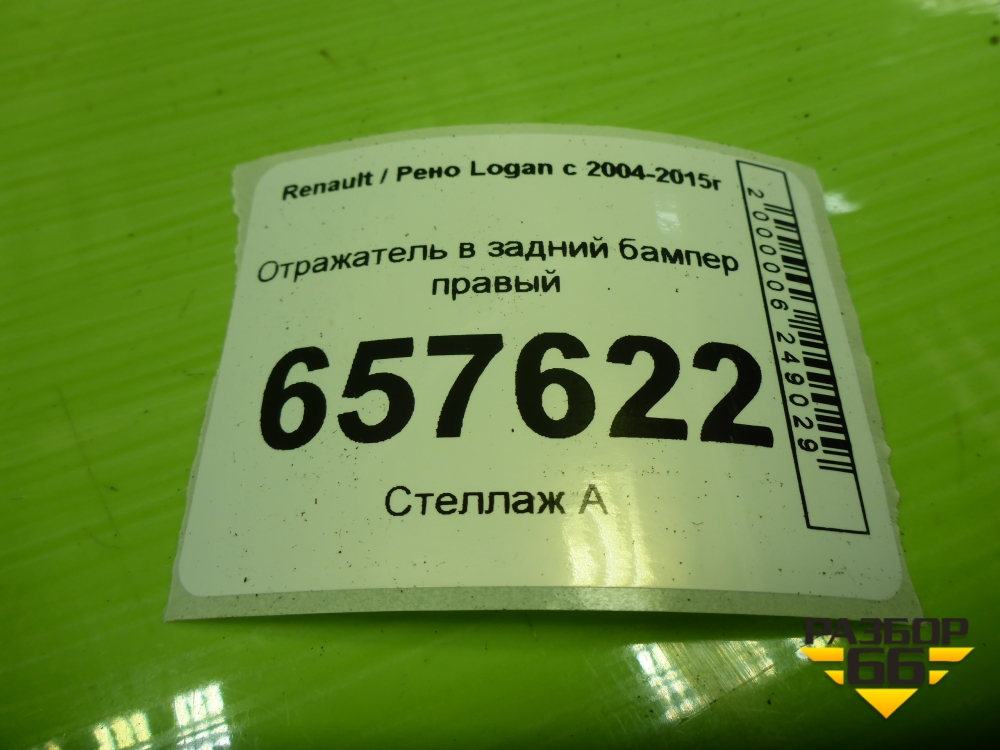 Renault / Рено Logan с 2004-2015г
Отражатель в задний бампер
правый
657622
Стеллаж А
2000006249029
РАЗБОР
66